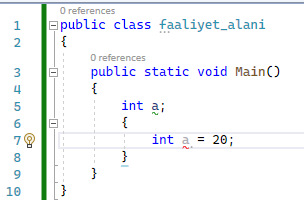 0 references
1 public class faaliyet_alani
2 {
0 references
3 public static void Main()
4 {
5 int a;
6 {
7 int a = 20;
8 }
9 }
10 }